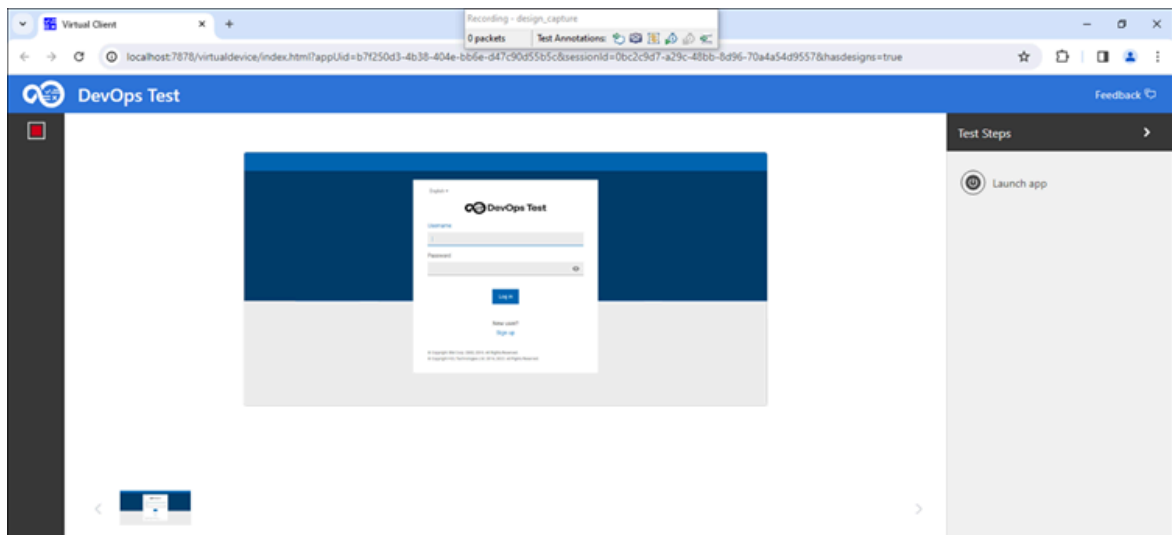 Recording - design_capture
0 packets
Test Annotations:
Virtual Client
localhost:7878/virtualdevice/index.html?appUid=b7f250d3-4b38-404e-bb6e-d47c90d55b5c&sessionId=0bc2c9d7-a29c-48bb-8d96-70a4a54d9557&hasdesigns=true
DevOps Test
Feedback
Test Steps
Launch app
English
DevOps Test
Username
Password
Log in
New user?
Sign up